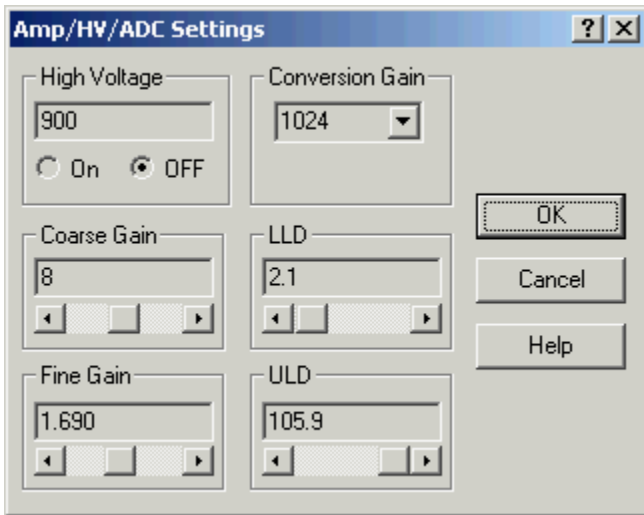 Amp/HV/ADC Settings
High Voltage
900
On OFF
Conversion Gain
1024
Coarse Gain
8
LLD
2.1
Fine Gain
1.690
ULD
105.9
OK
Cancel
Help